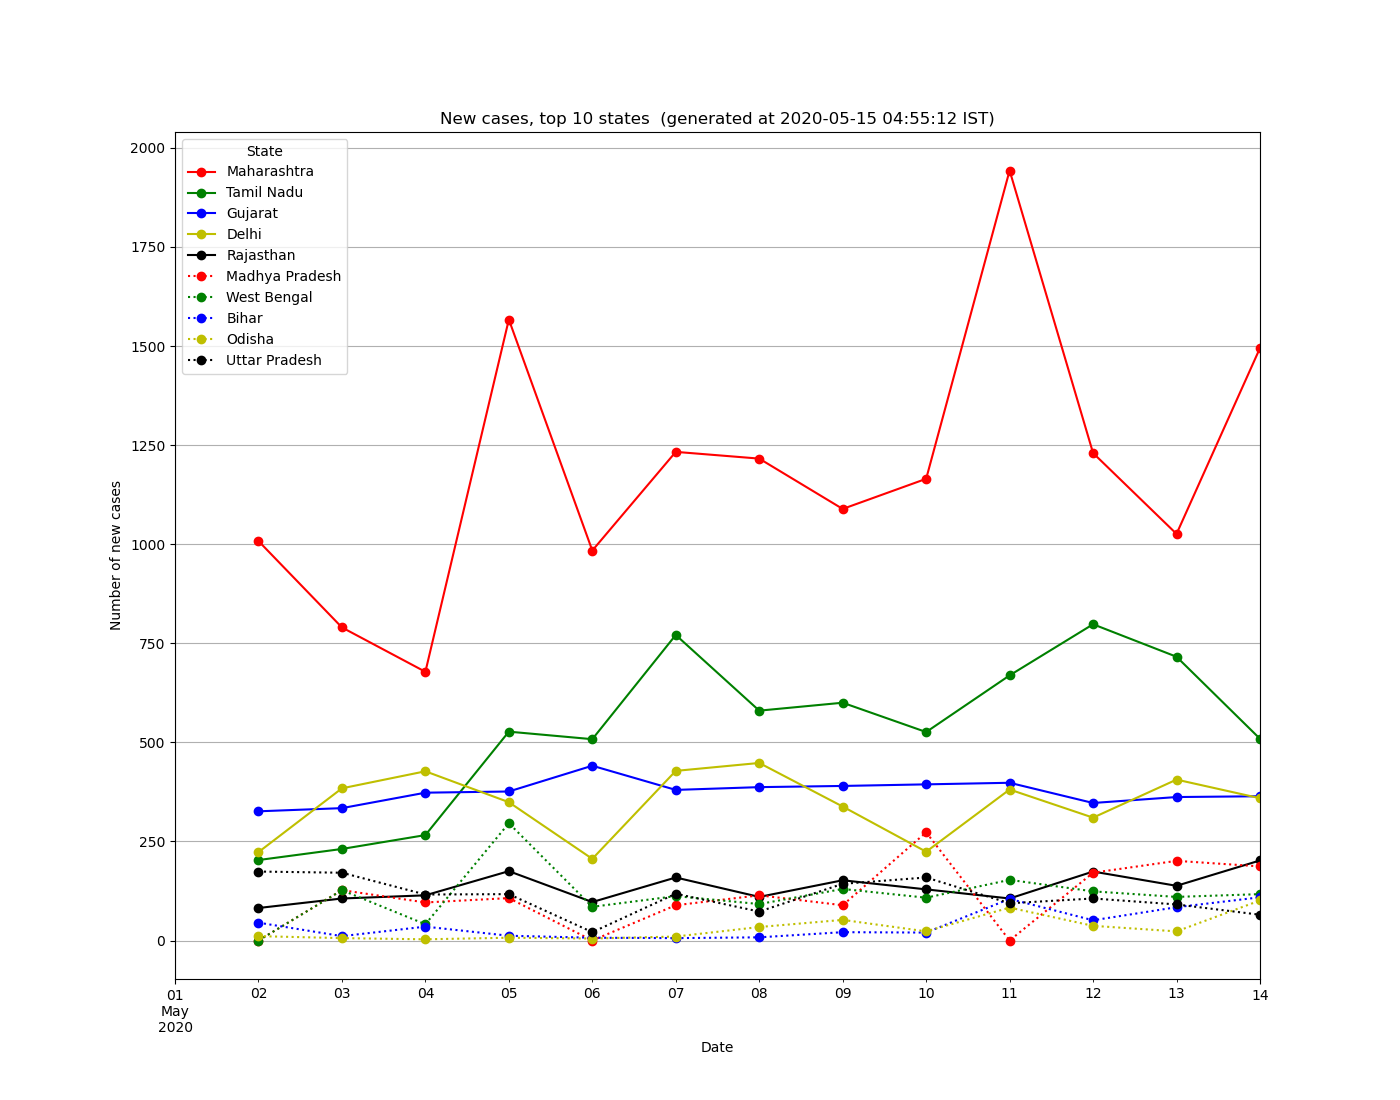 New cases, top 10 states  (generated at 2020-05-15 04:55:12 IST)
State
Maharashtra
Tamil Nadu
Gujarat
Delhi
Rajasthan
Madhya Pradesh
West Bengal
Bihar
Odisha
Uttar Pradesh
2000
1750
1500
1250
1000
750
500
250
0
Number of new cases
01 02 03 04 05 06 07 08 09 10 11 12 13 14
May
2020
Date